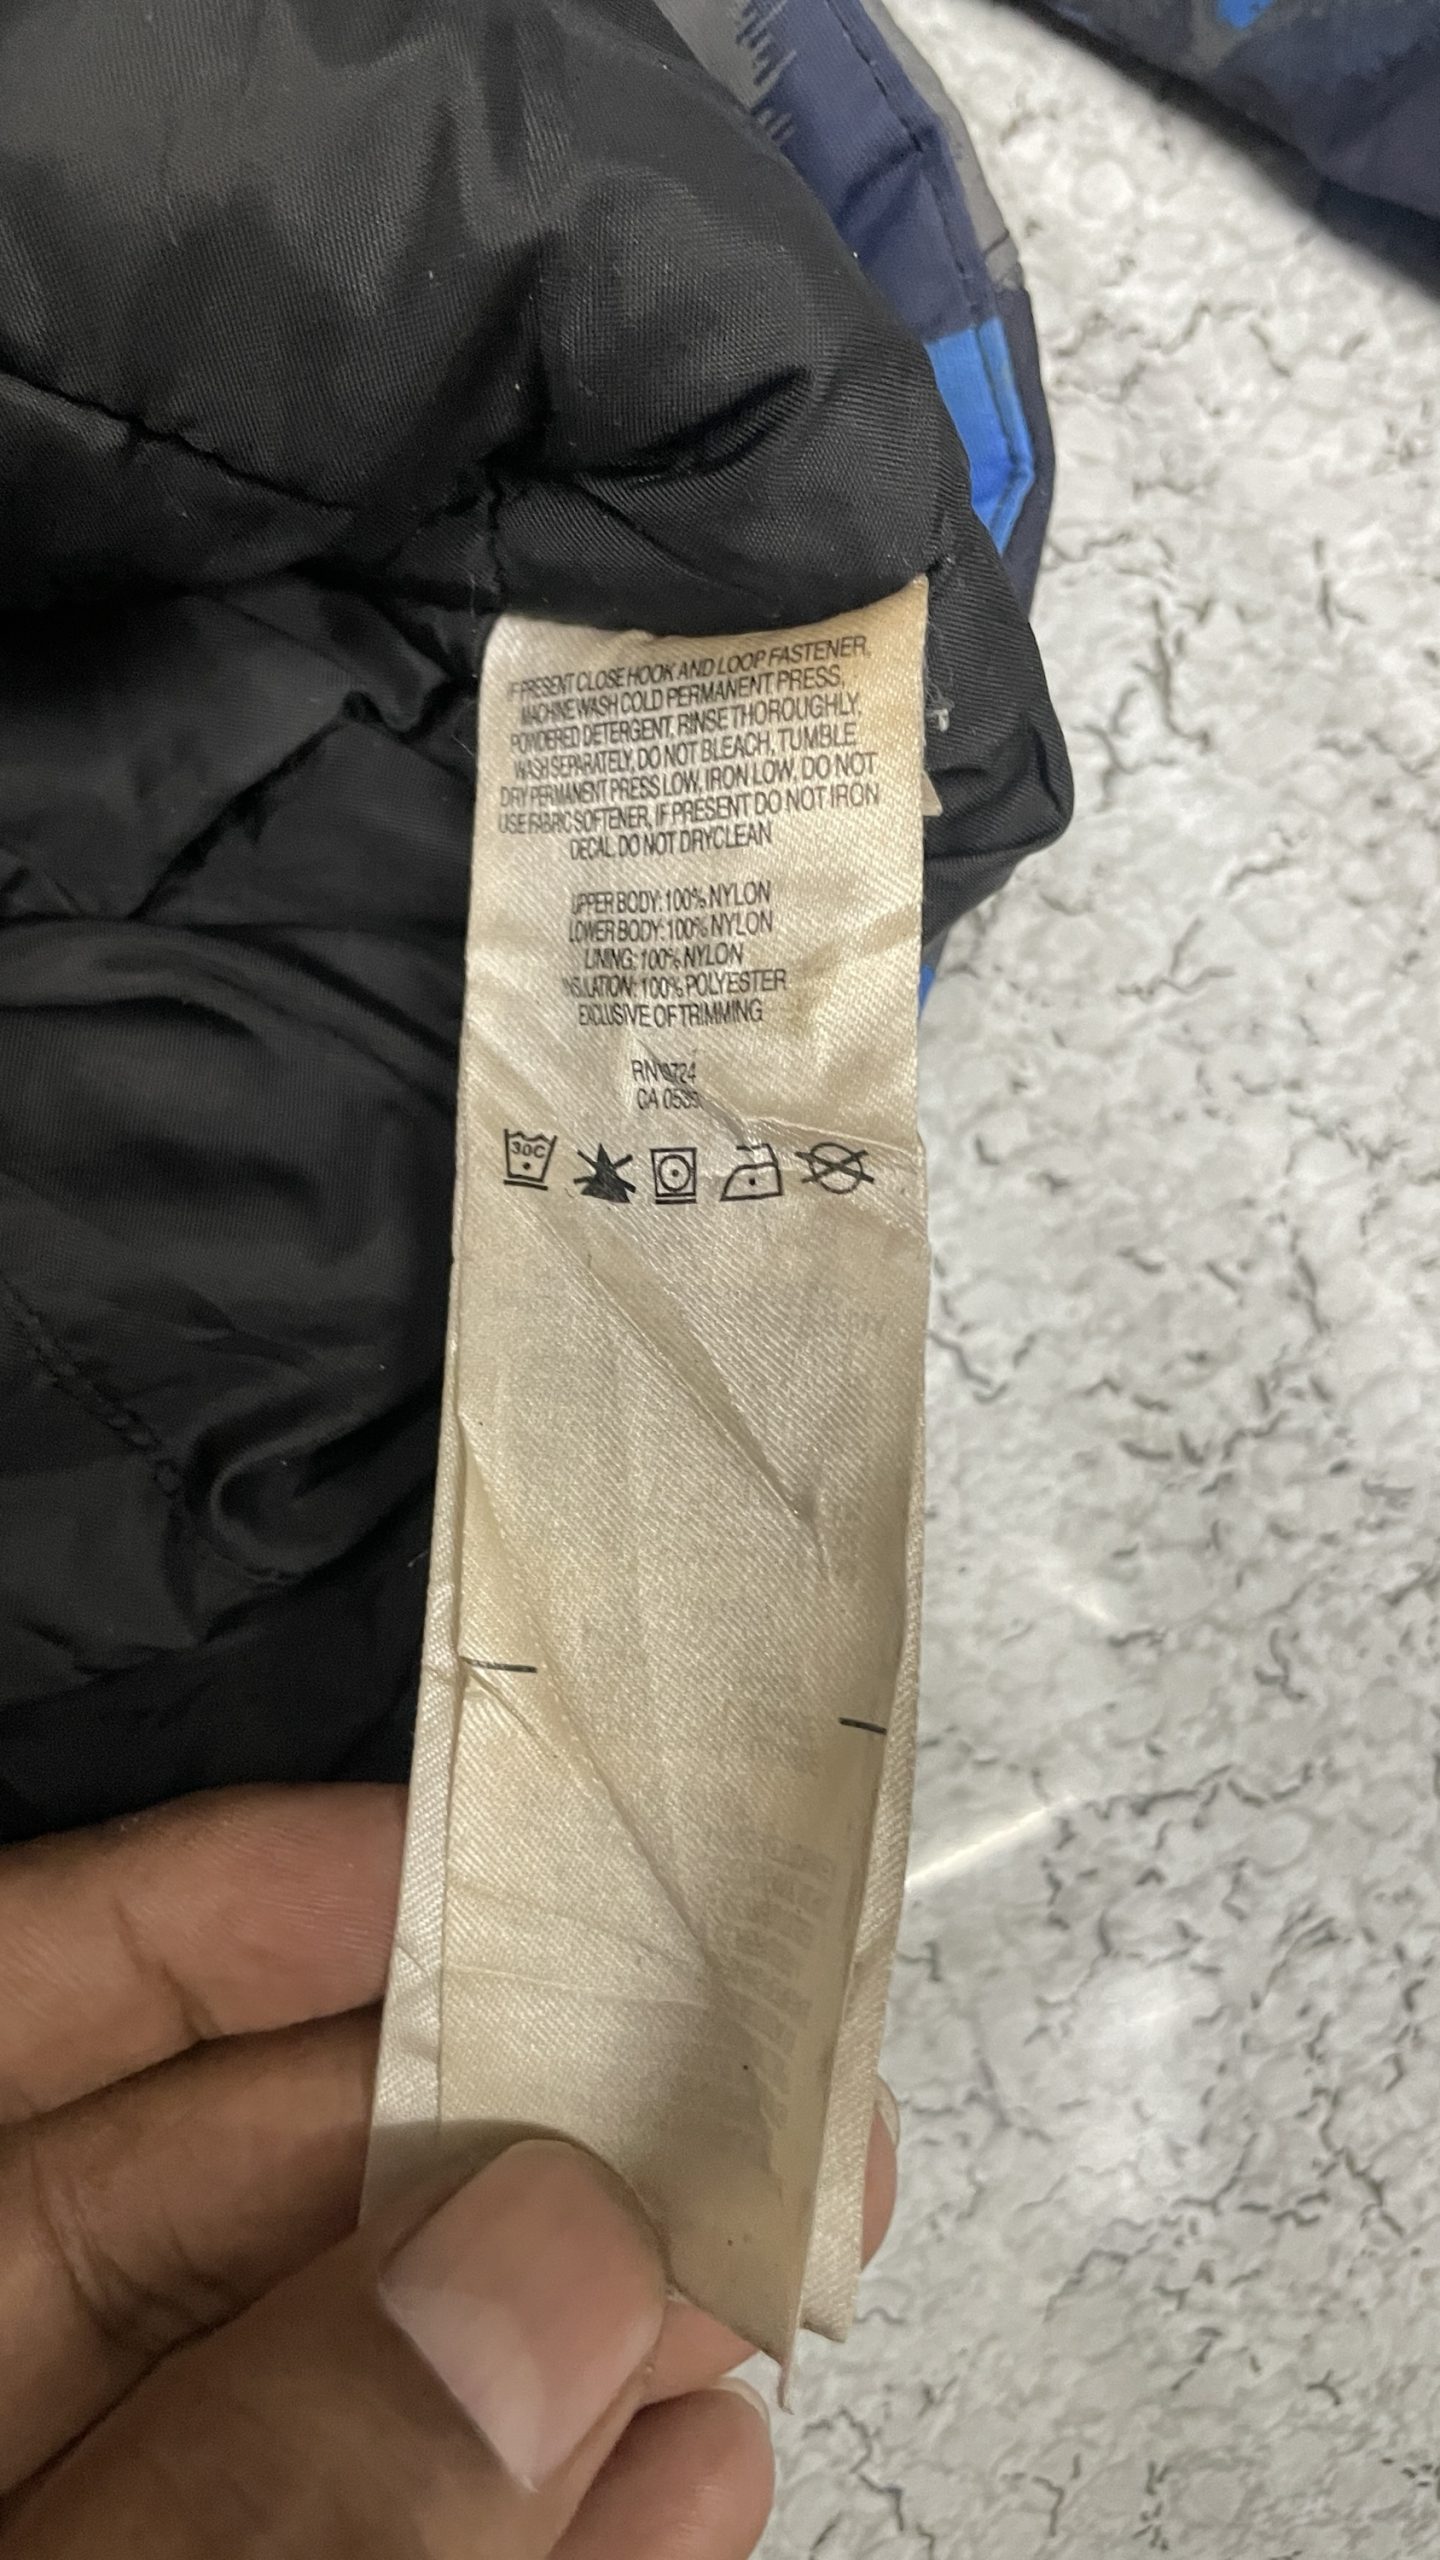 IF PRESENT CLOSE HOOK AND LOOP FASTENER,
MACHINE WASH COLD PERMANENT PRESS,
POWDERED DETERGENT, RINSE THOROUGHLY,
WASH SEPARATELY, DO NOT BLEACH, TUMBLE
DRY PERMANENT PRESS LOW, IRON LOW, DO NOT
USE FABRIC SOFTENER, IF PRESENT DO NOT IRON
DECAL DO NOT DRYCLEAN
UPPER BODY: 100% NYLON
LOWER BODY: 100% NYLON
LINING: 100% NYLON
INSULATION: 100% POLYESTER
EXCLUSIVE OF TRIMMING
RN
CA
30C